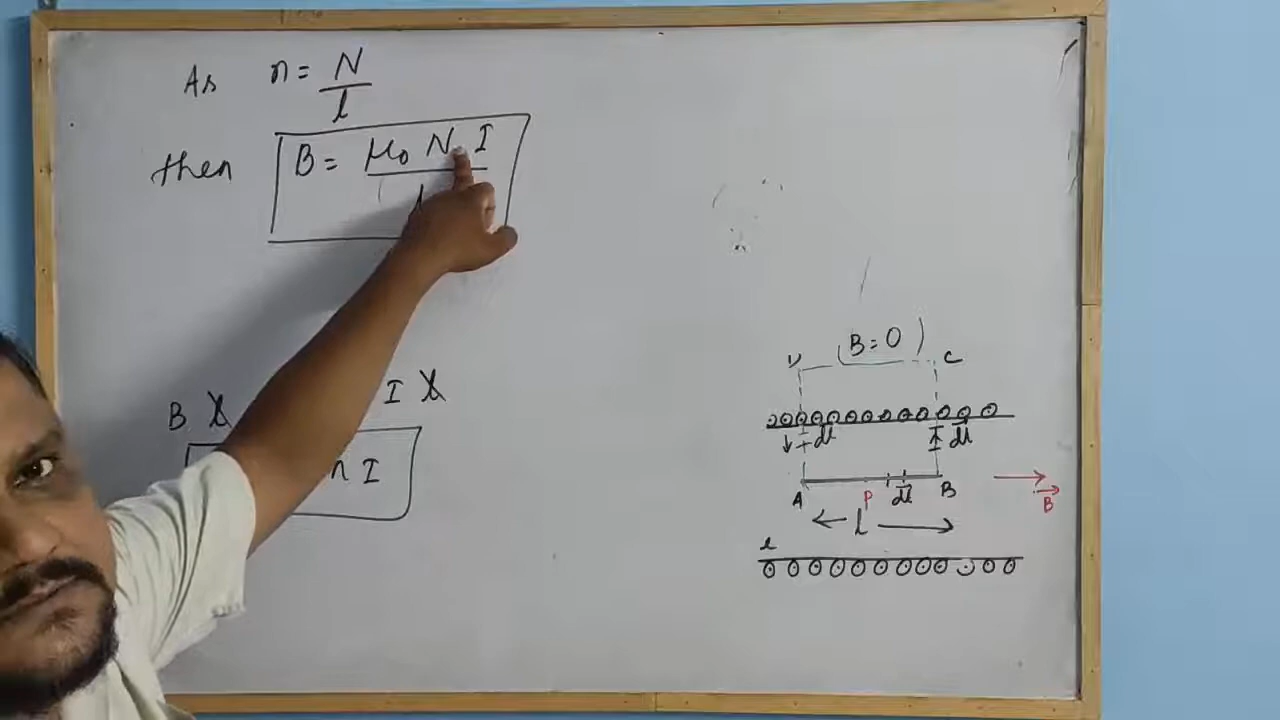 As n = N / l
then B = μ₀ N I / l
B l̶ I l̶
n I
(B = 0)
D C
↓ dl ↑ dl
A P dl B B⃗
← L →